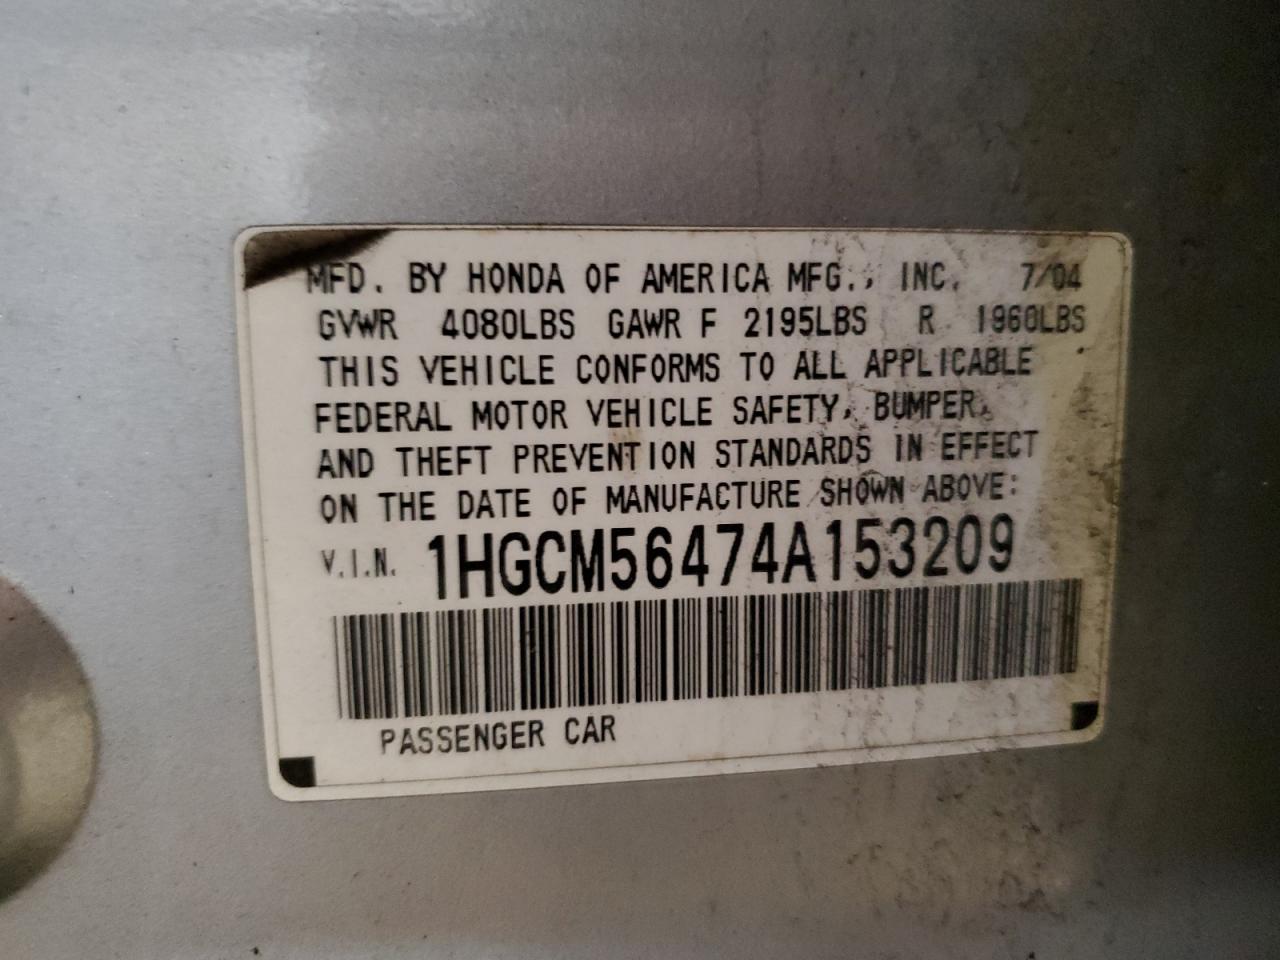 MFD. BY HONDA OF AMERICA MFG., INC. 7/04
GVWR 4080LBS GAWR F 2195LBS R 1960LBS
THIS VEHICLE CONFORMS TO ALL APPLICABLE
FEDERAL MOTOR VEHICLE SAFETY, BUMPER,
AND THEFT PREVENTION STANDARDS IN EFFECT
ON THE DATE OF MANUFACTURE SHOWN ABOVE:
V.I.N. 1HGCM56474A153209
PASSENGER CAR